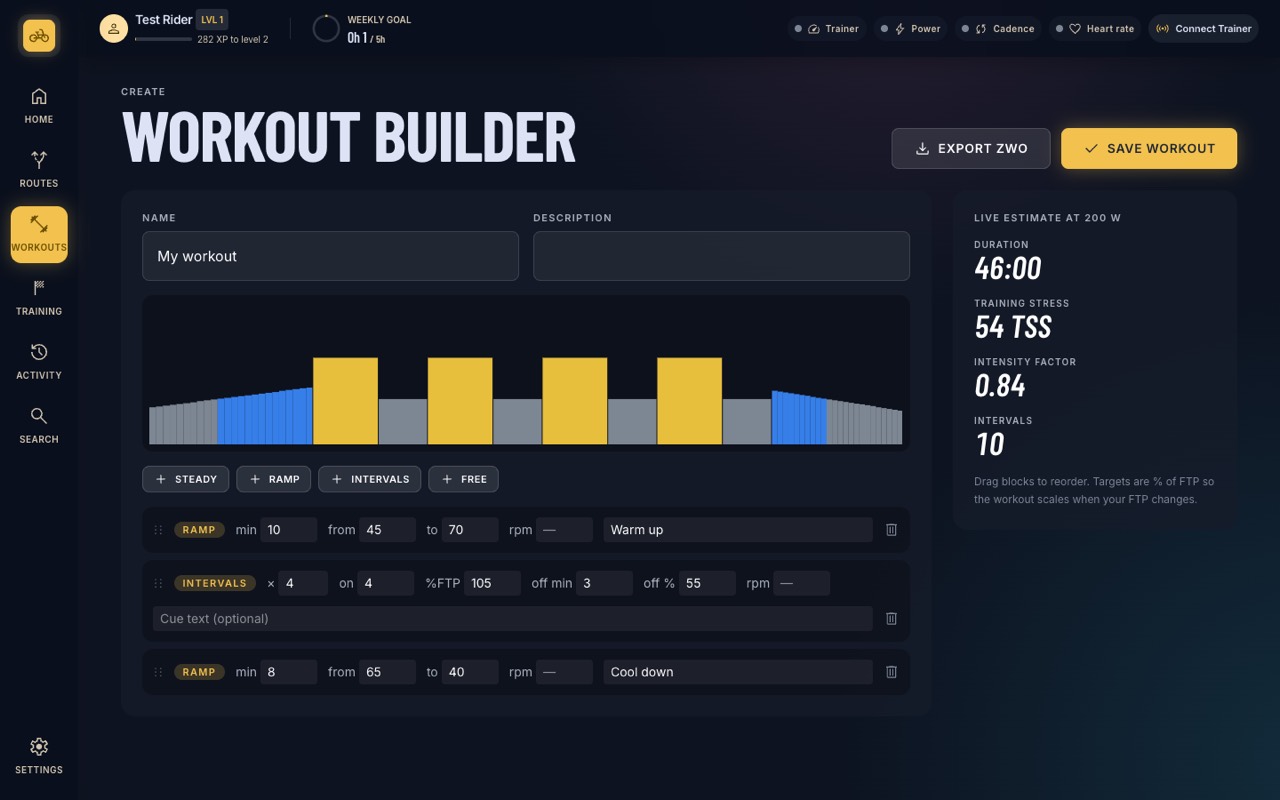 Test Rider LVL 1
282 XP to level 2
WEEKLY GOAL
0h 1 / 5h
Trainer
Power
Cadence
Heart rate
Connect Trainer
HOME
ROUTES
WORKOUTS
TRAINING
ACTIVITY
SEARCH
SETTINGS
CREATE
WORKOUT BUILDER
EXPORT ZWO
SAVE WORKOUT
NAME
DESCRIPTION
My workout
+ STEADY
+ RAMP
+ INTERVALS
+ FREE
RAMP min 10 from 45 to 70 rpm — Warm up
INTERVALS × 4 on 4 %FTP 105 off min 3 off % 55 rpm —
Cue text (optional)
RAMP min 8 from 65 to 40 rpm — Cool down
LIVE ESTIMATE AT 200 W
DURATION
46:00
TRAINING STRESS
54 TSS
INTENSITY FACTOR
0.84
INTERVALS
10
Drag blocks to reorder. Targets are % of FTP so
the workout scales when your FTP changes.